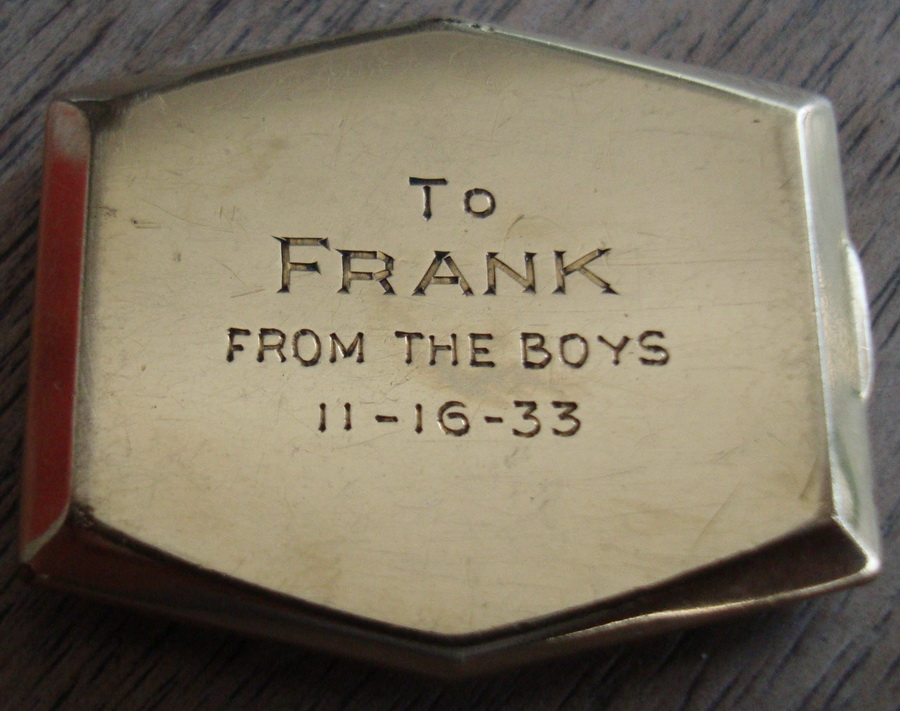 To
FRANK
FROM THE BOYS
11-16-33